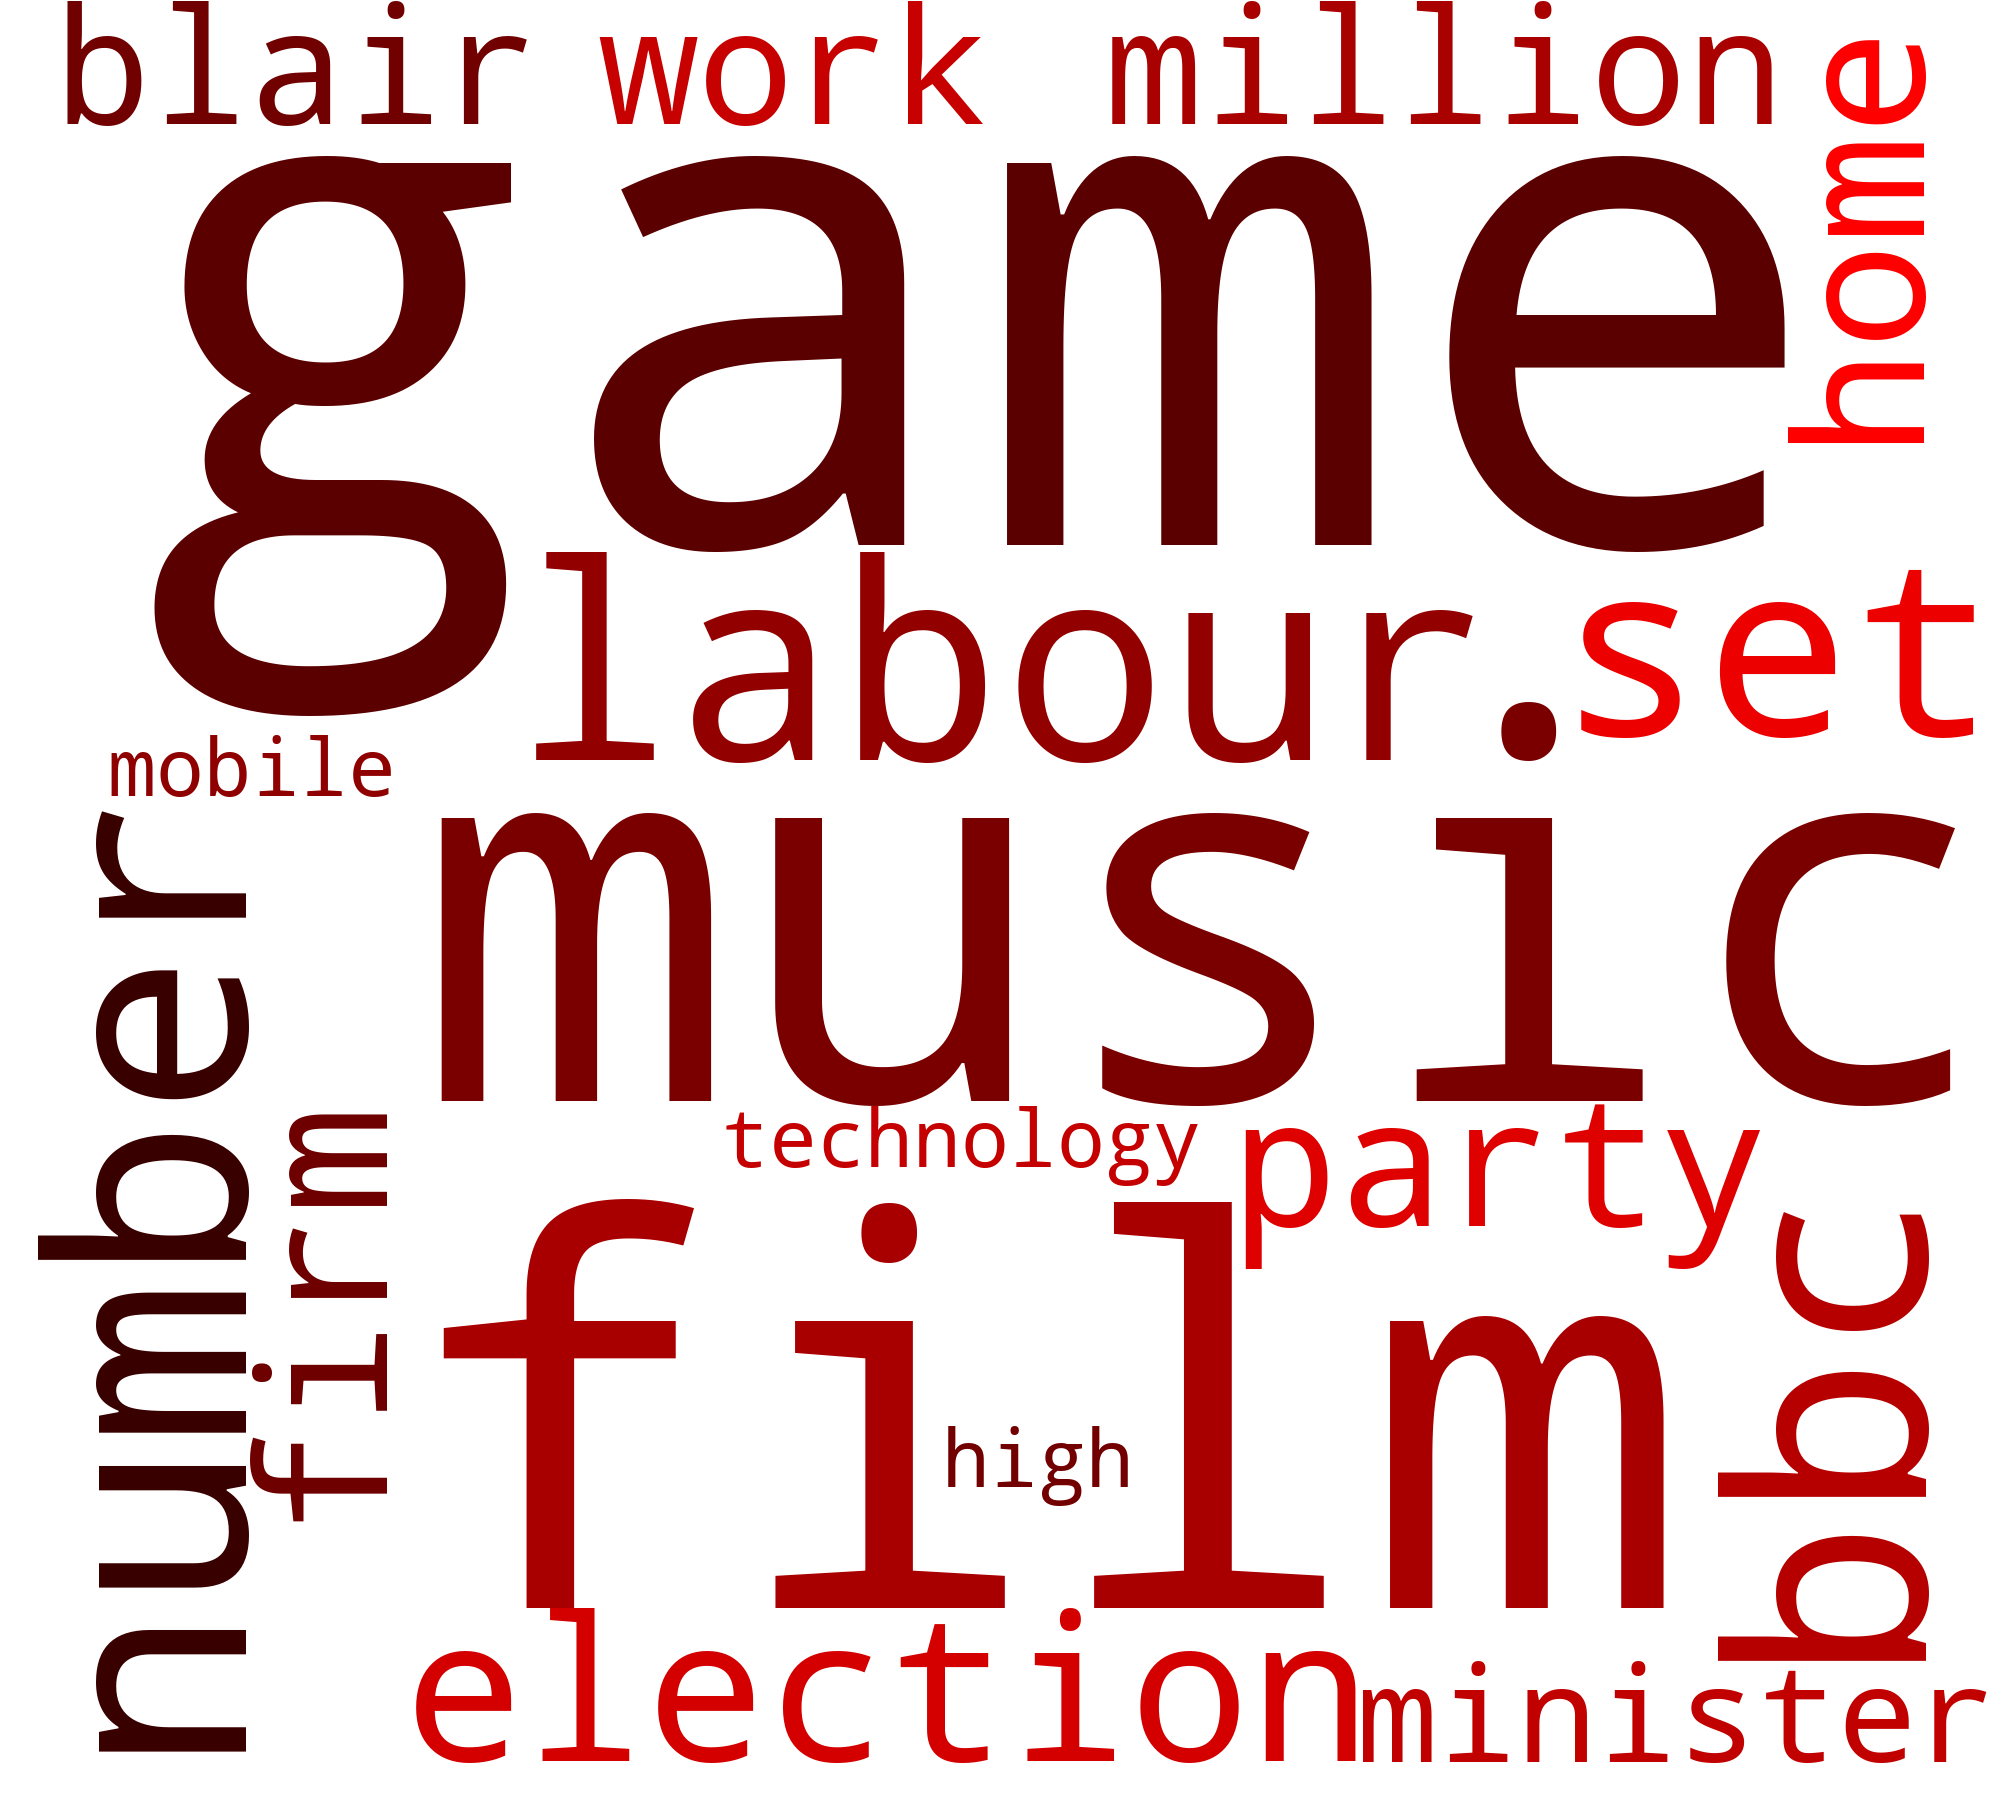 blair work million
home
game
labour
set
mobile
music
number
firm
technology
party
film
high
bbc
election
minister